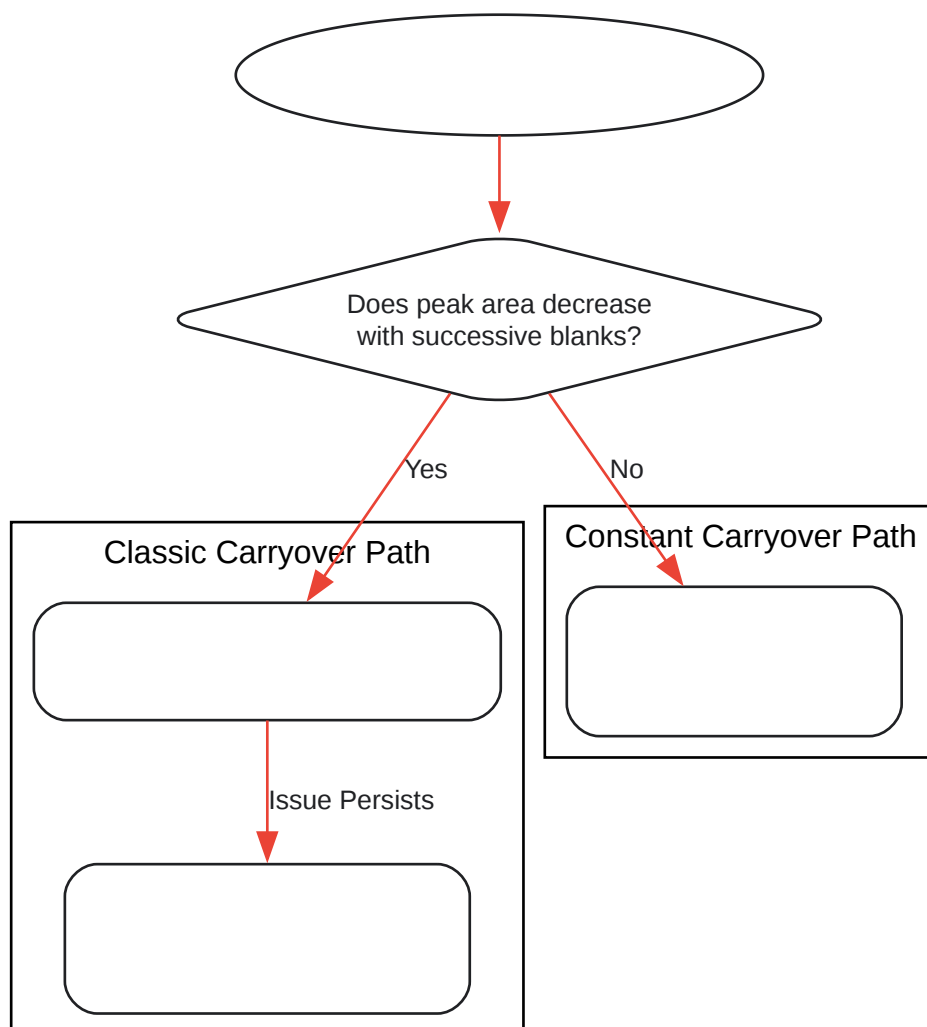 Does peak area decrease
with successive blanks?
Yes
No
Classic Carryover Path
Constant Carryover Path
Issue Persists